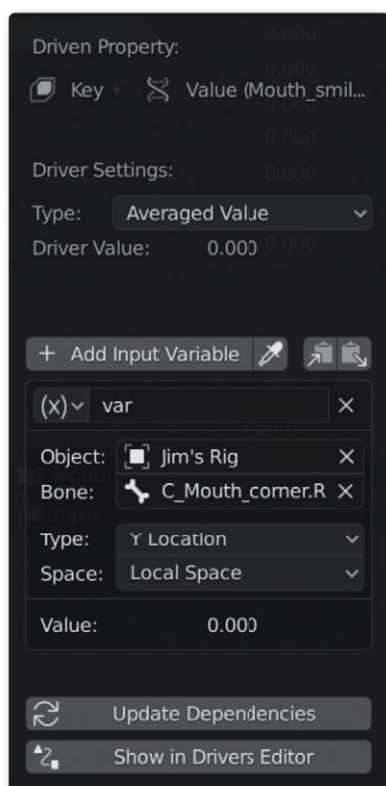 Driven Property:
Key Value (Mouth_smil...
Driver Settings:
Type: Averaged Value
Driver Value: 0.000
+ Add Input Variable
(x) var
Object: Jim's Rig
Bone: C_Mouth_corner.R
Type: Y Location
Space: Local Space
Value: 0.000
Update Dependencies
Show in Drivers Editor